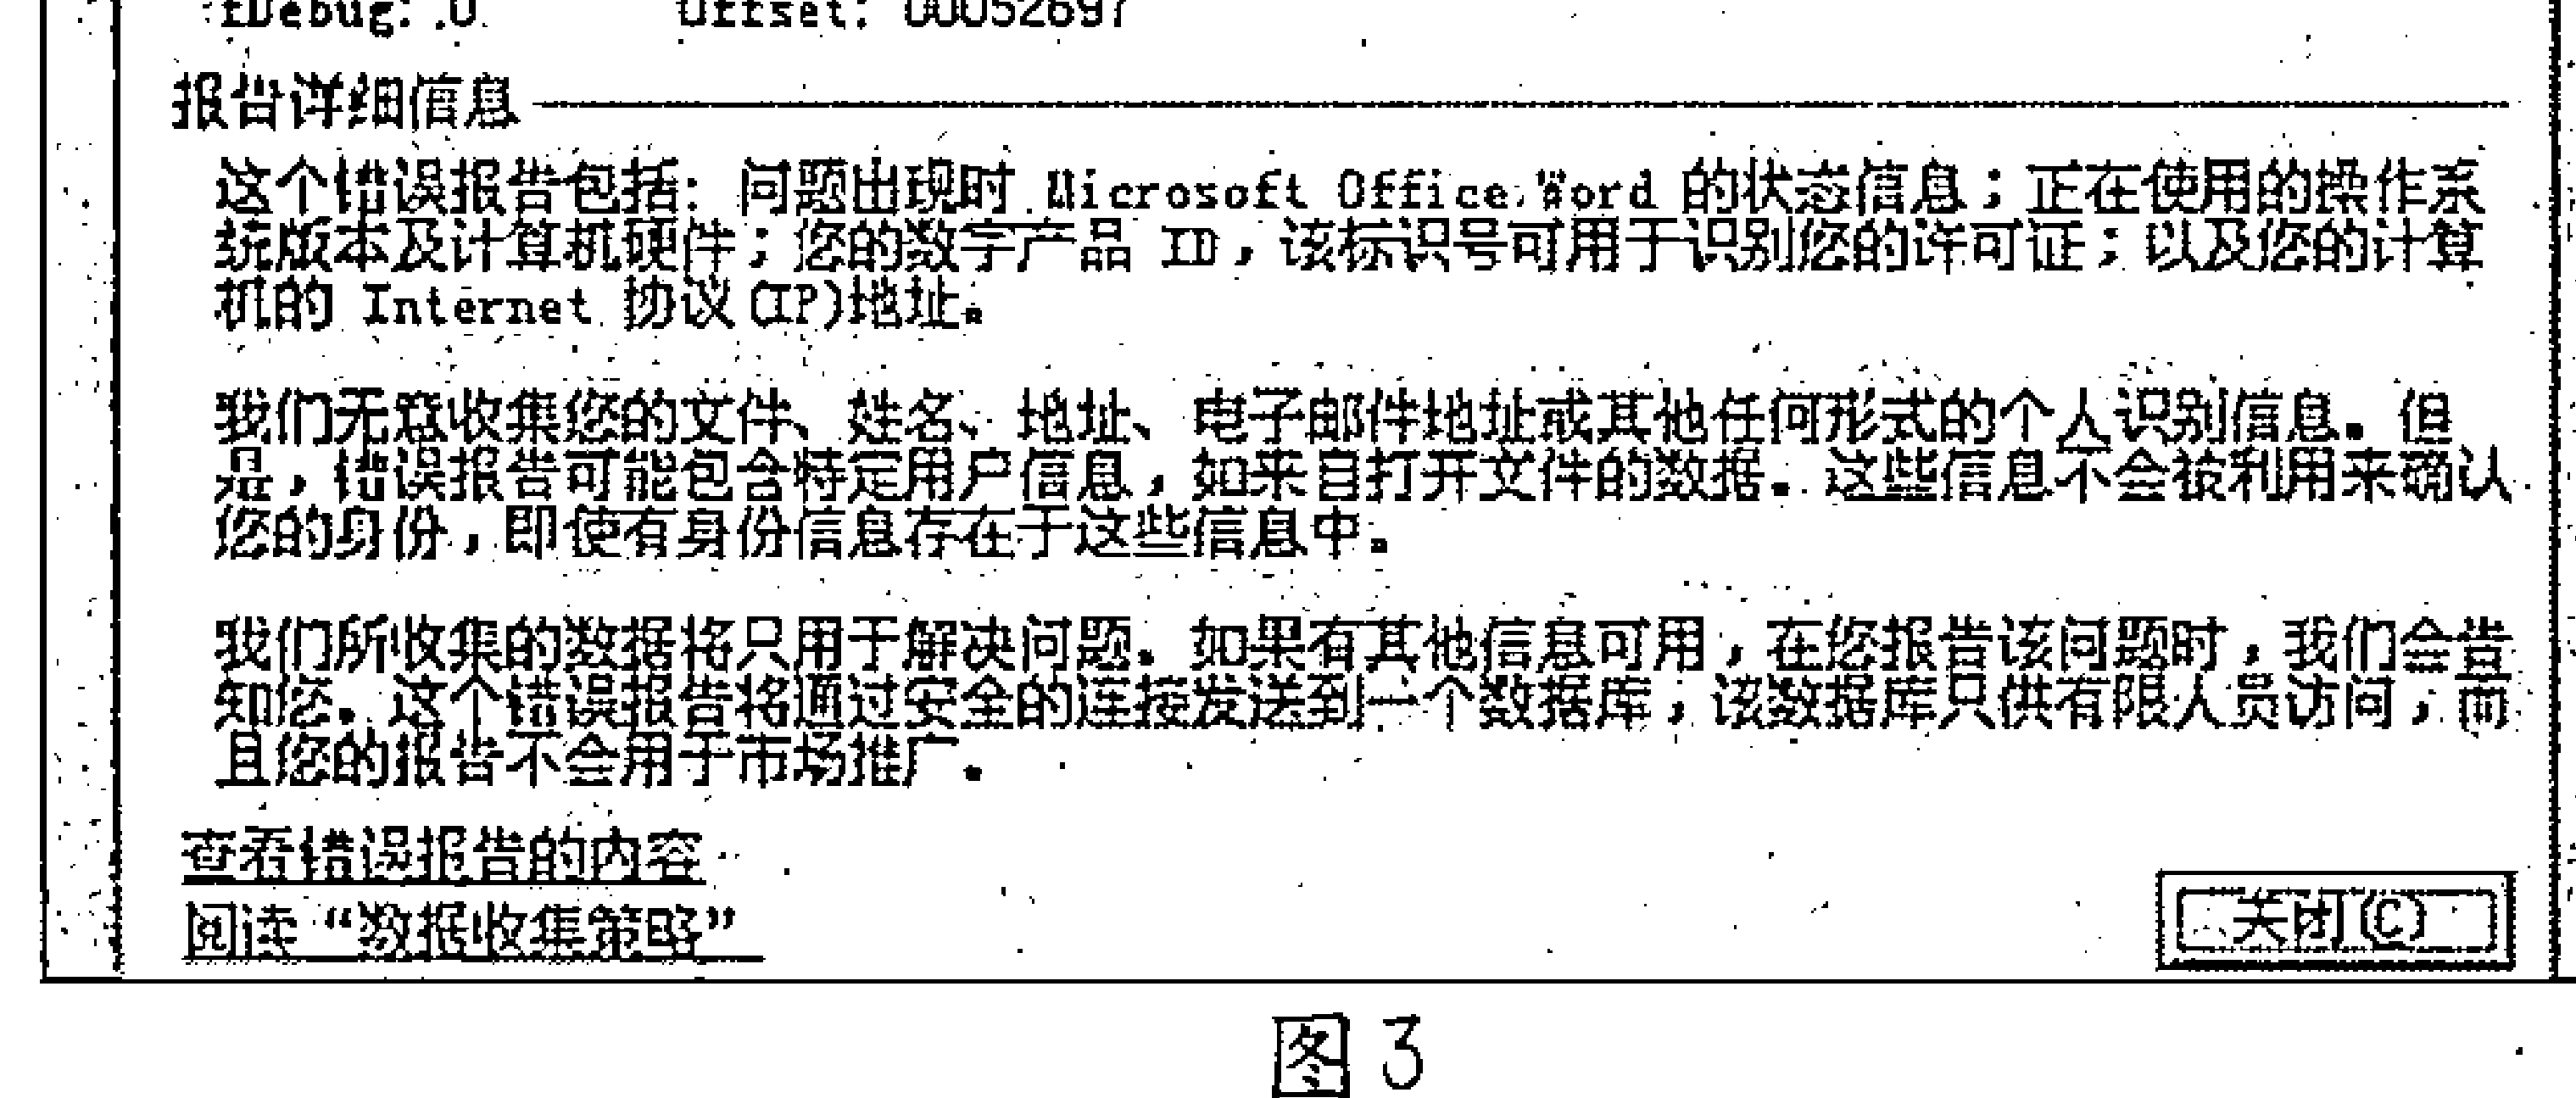 fDebug: 0 Offset: 00052697
报告详细信息
这个错误报告包括: 问题出现时 Microsoft Office Word 的状态信息；正在使用的操作系
统版本及计算机硬件；您的数字产品 ID，该标识号可用于识别您的许可证；以及您的计算
机的 Internet 协议(IP)地址。
我们无意收集您的文件、姓名、地址、电子邮件地址或其他任何形式的个人识别信息。但
是，错误报告可能包含特定用户信息，如来自打开文件的数据。这些信息不会被利用来确认
您的身份，即使有身份信息存在于这些信息中。
我们所收集的数据将只用于解决问题。如果有其他信息可用，在您报告该问题时，我们会告
知您。这个错误报告将通过安全的连接发送到一个数据库，该数据库只供有限人员访问，而
且您的报告不会用于市场推广。
查看错误报告的内容
阅读“数据收集策略”
关闭(C)
图3